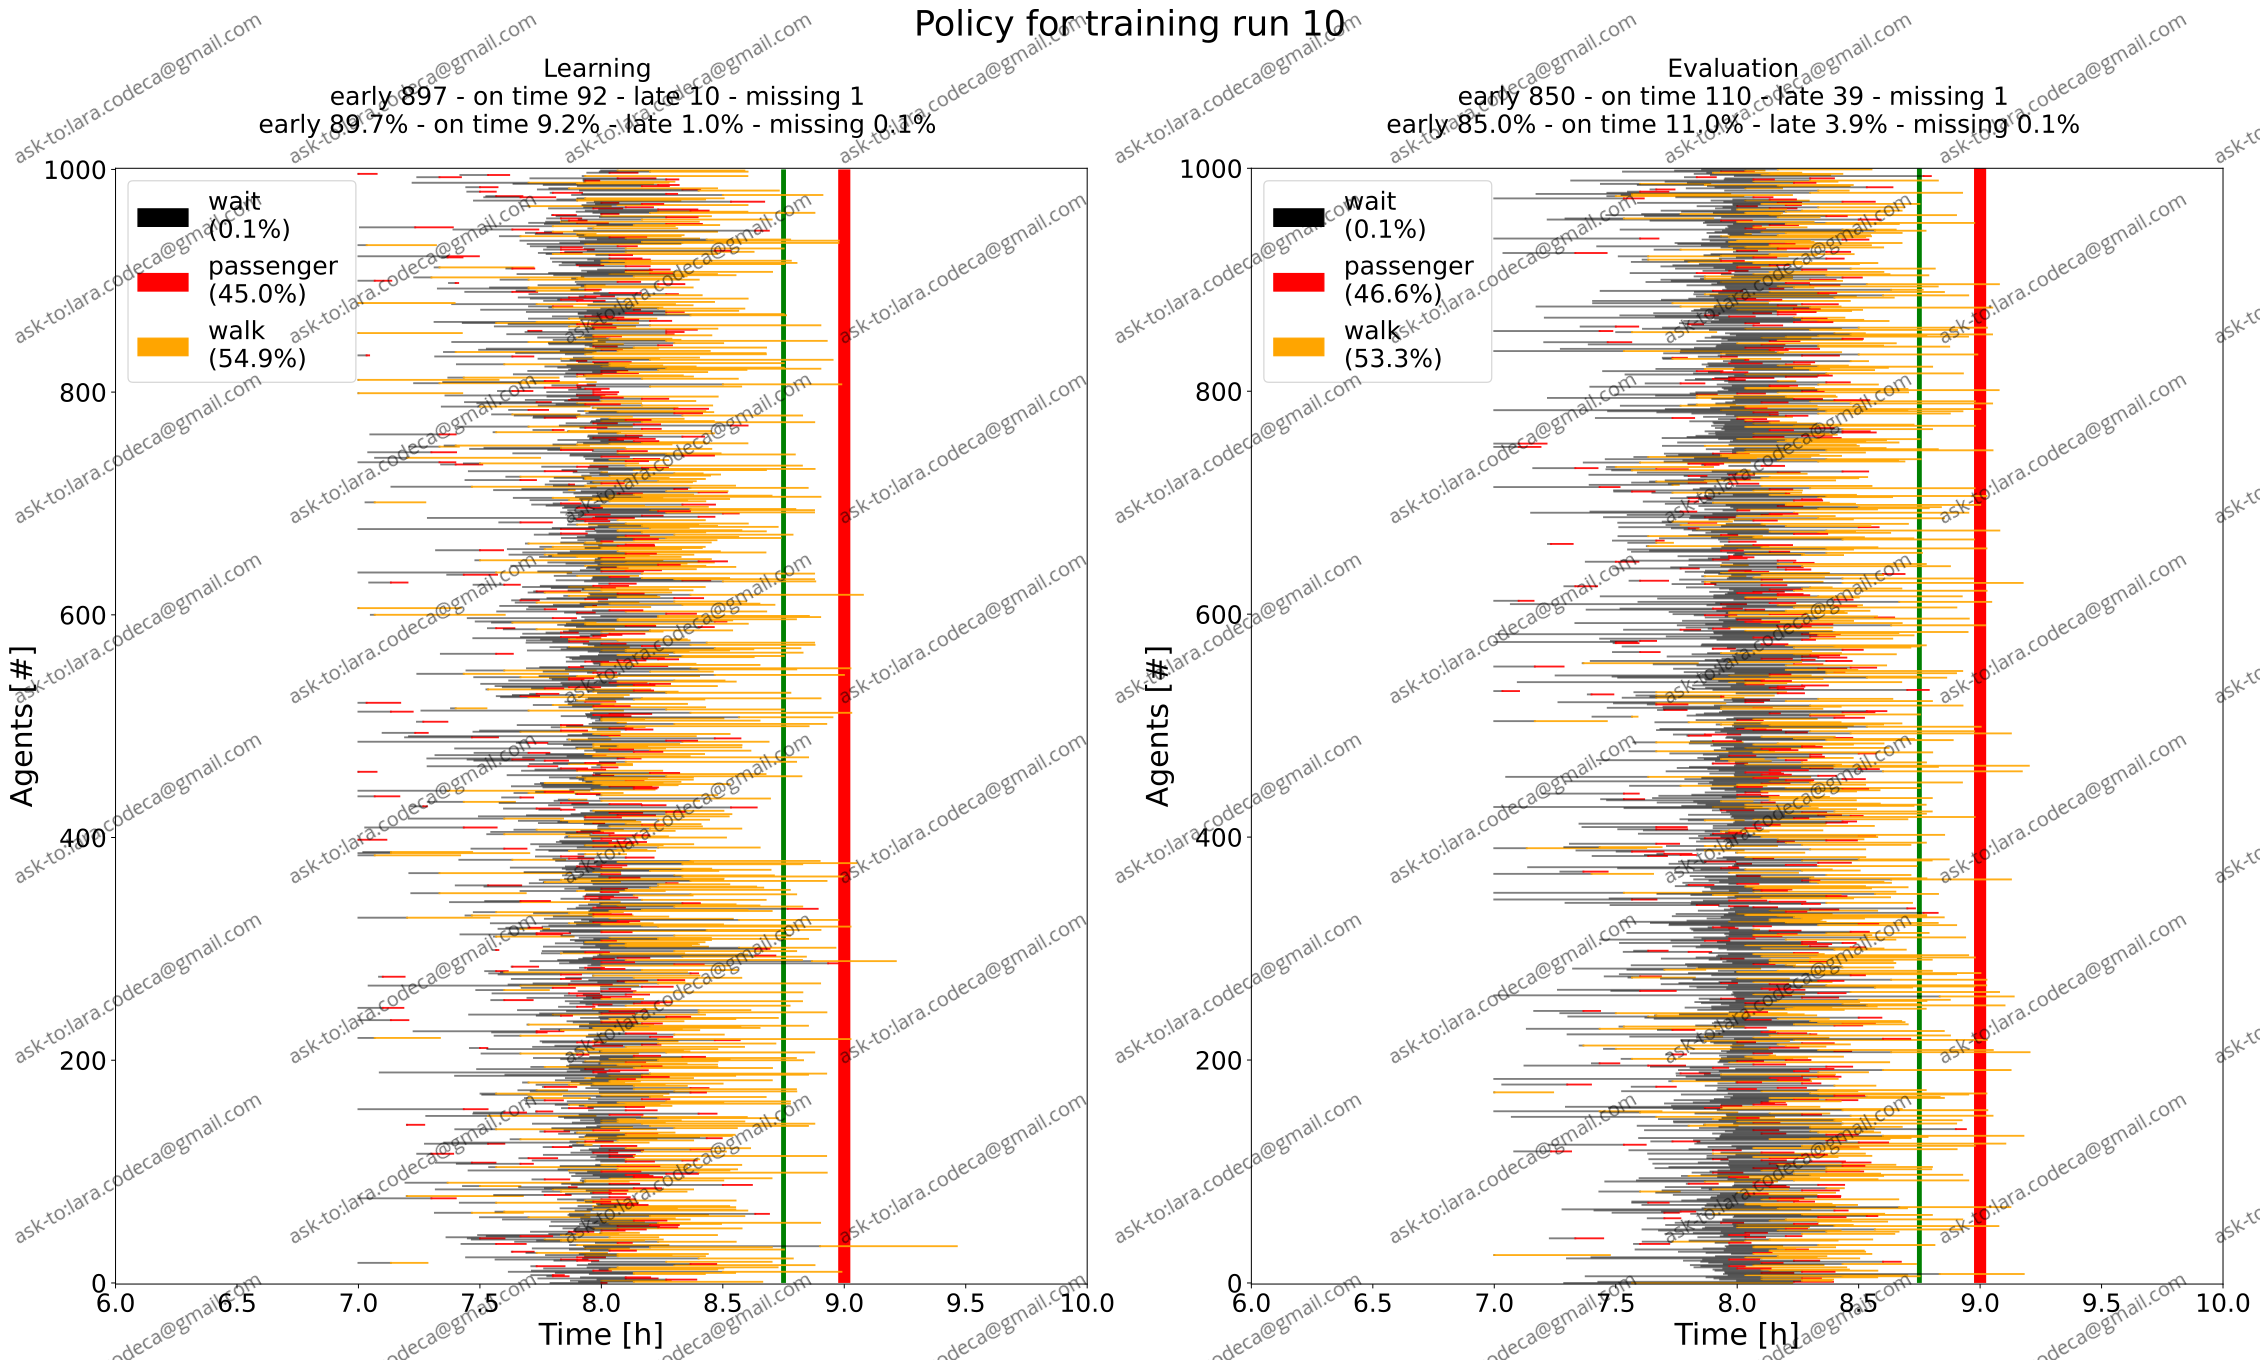 Policy for training run 10
Learning
early 897 - on time 92 - late 10 - missing 1
early 89.7% - on time 9.2% - late 1.0% - missing 0.1%
1000
800
600
400
200
0
Agents [#]
wait
(0.1%)
passenger
(45.0%)
walk
(54.9%)
6.0 6.5 7.0 7.5 8.0 8.5 9.0 9.5 10.0
Time [h]
Evaluation
early 850 - on time 110 - late 39 - missing 1
early 85.0% - on time 11.0% - late 3.9% - missing 0.1%
1000
800
600
400
200
0
Agents [#]
wait
(0.1%)
passenger
(46.6%)
walk
(53.3%)
6.0 6.5 7.0 7.5 8.0 8.5 9.0 9.5 10.0
Time [h]
ask-to:lara.codeca@gmail.com